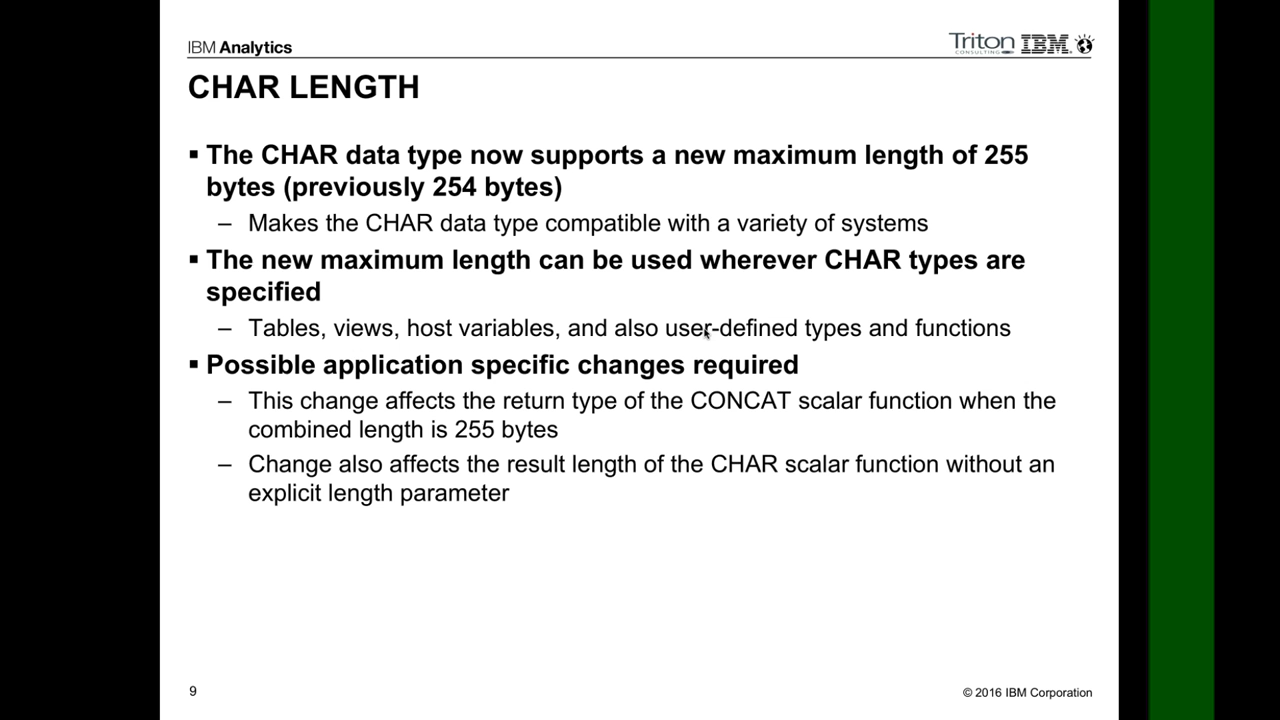 IBM Analytics
Triton
CONSULTING
IBM
CHAR LENGTH
▪ The CHAR data type now supports a new maximum length of 255
bytes (previously 254 bytes)
– Makes the CHAR data type compatible with a variety of systems
▪ The new maximum length can be used wherever CHAR types are
specified
– Tables, views, host variables, and also user-defined types and functions
▪ Possible application specific changes required
– This change affects the return type of the CONCAT scalar function when the
combined length is 255 bytes
– Change also affects the result length of the CHAR scalar function without an
explicit length parameter
9
© 2016 IBM Corporation